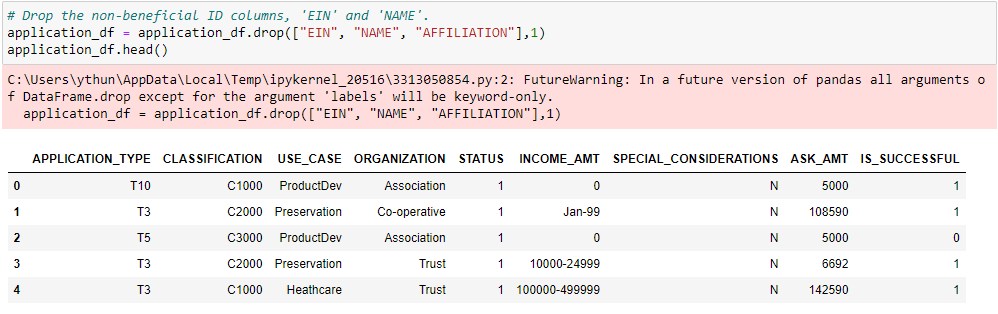 # Drop the non-beneficial ID columns, 'EIN' and 'NAME'.
application_df = application_df.drop(["EIN", "NAME", "AFFILIATION"],1)
application_df.head()
C:\Users\ythun\AppData\Local\Temp\ipykernel_20516\3313050854.py:2: FutureWarning: In a future version of pandas all arguments o
f DataFrame.drop except for the argument 'labels' will be keyword-only.
application_df = application_df.drop(["EIN", "NAME", "AFFILIATION"],1)
APPLICATION_TYPE CLASSIFICATION USE_CASE ORGANIZATION STATUS INCOME_AMT SPECIAL_CONSIDERATIONS ASK_AMT IS_SUCCESSFUL
0 T10 C1000 ProductDev Association 1 0 N 5000 1
1 T3 C2000 Preservation Co-operative 1 Jan-99 N 108590 1
2 T5 C3000 ProductDev Association 1 0 N 5000 0
3 T3 C2000 Preservation Trust 1 10000-24999 N 6692 1
4 T3 C1000 Heathcare Trust 1 100000-499999 N 142590 1